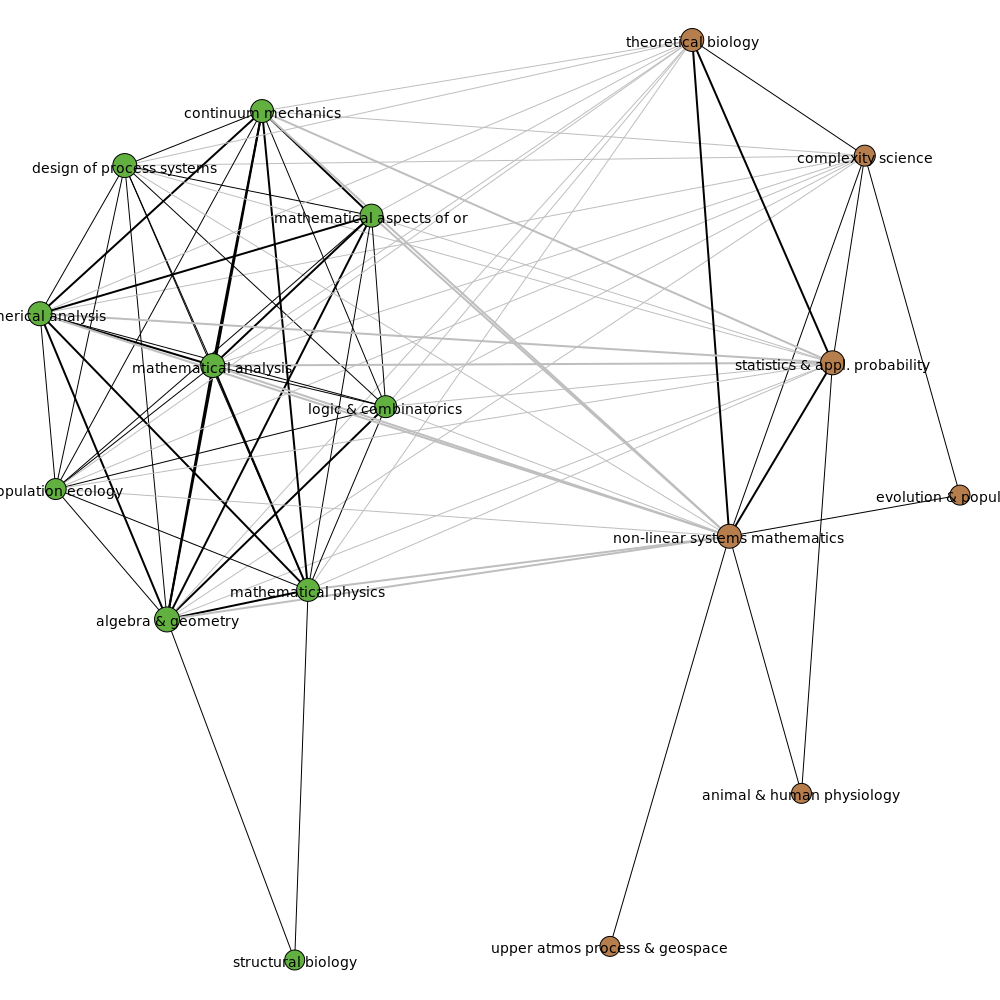 theoretical biology
continuum mechanics
complexity science
design of process systems
mathematical aspects of or
nerical analysis
mathematical analysis
statistics & appl. probability
logic & combinatorics
opulation ecology
evolution & popul
non-linear systems mathematics
mathematical physics
algebra & geometry
animal & human physiology
upper atmos process & geospace
structural biology